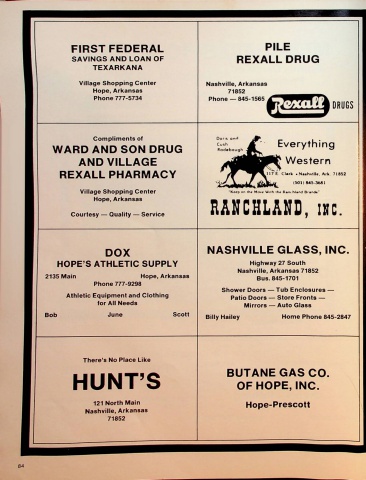 FIRST FEDERAL
SAVINGS AND LOAN OF
TEXARKANA
Village Shopping Center
Hope, Arkansas
Phone 777-5734
PILE
REXALL DRUG
Nashville, Arkansas
71852
Phone — 845-1565
Rexall DRUGS
Compliments of
WARD AND SON DRUG
AND VILLAGE
REXALL PHARMACY
Village Shopping Center
Hope, Arkansas
Courtesy — Quality — Service
Doris and
Cush
Rodebough
Everything
Western
117 E. Clark • Nashville, Ark. 71852
(501) 845-3681
"Keep on the Move With the Ranchland Brands"
RANCHLAND, INC.
DOX
HOPE'S ATHLETIC SUPPLY
2135 Main Hope, Arkansas
Phone 777-9298
Athletic Equipment and Clothing
for All Needs
Bob June Scott
NASHVILLE GLASS, INC.
Highway 27 South
Nashville, Arkansas 71852
Bus. 845-1701
Shower Doors — Tub Enclosures —
Patio Doors — Store Fronts —
Mirrors — Auto Glass
Billy Hailey Home Phone 845-2847
There's No Place Like
HUNT'S
121 North Main
Nashville, Arkansas
71852
BUTANE GAS CO.
OF HOPE, INC.
Hope-Prescott
84